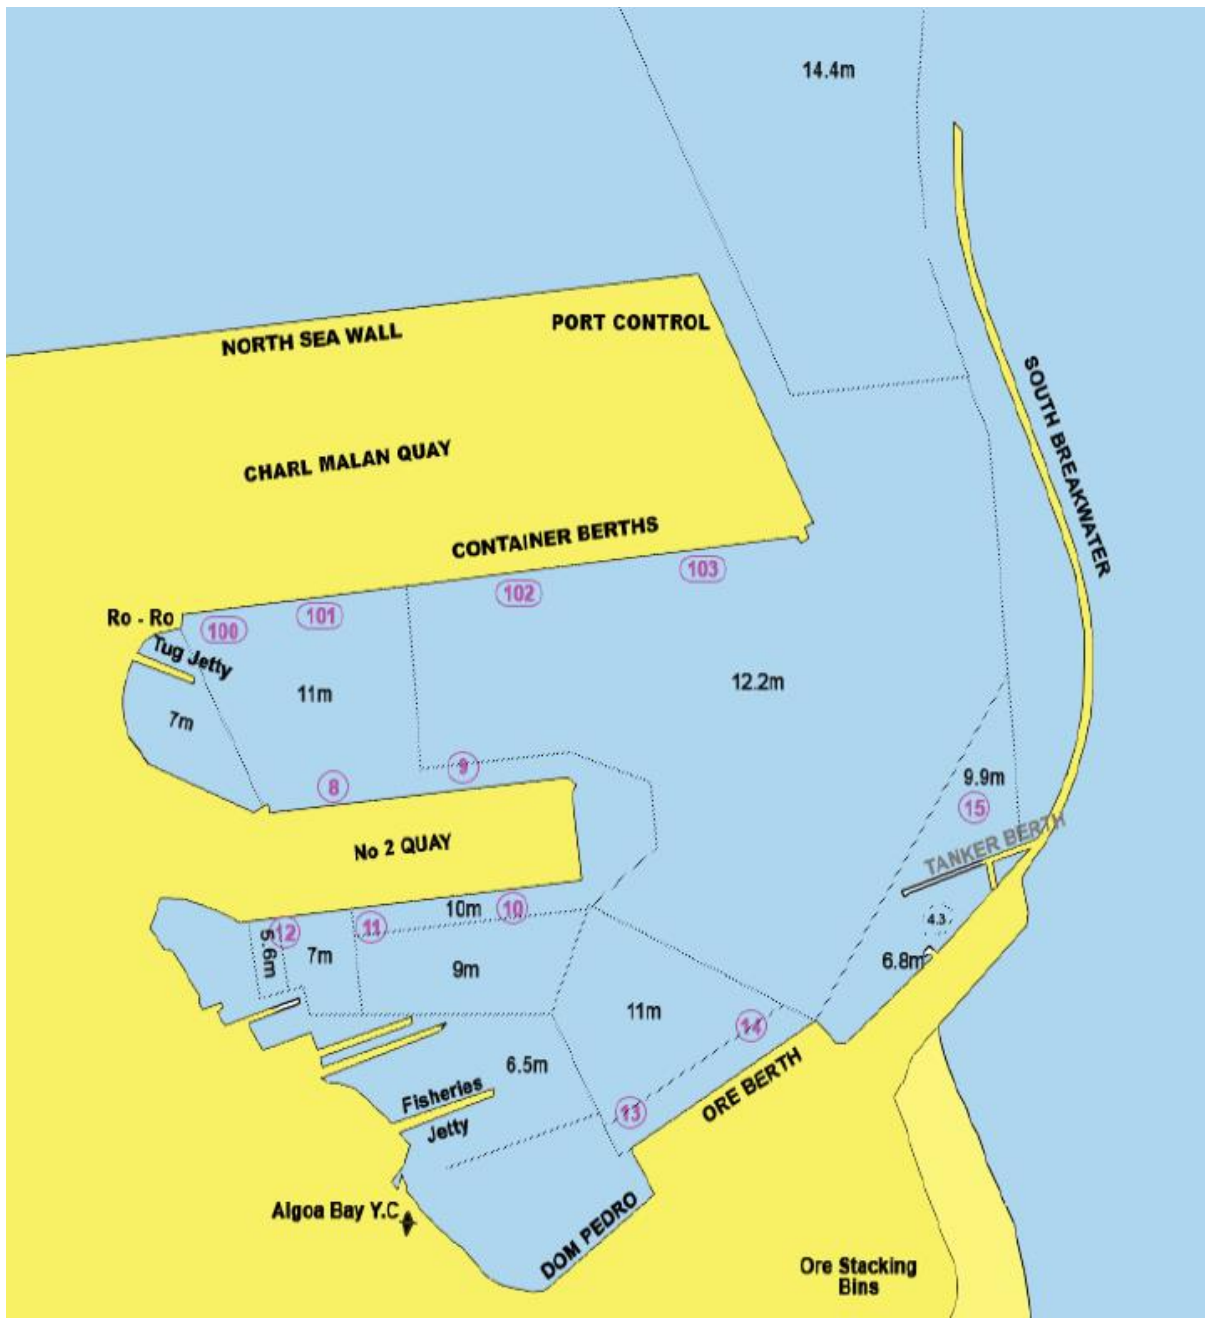 14.4m
PORT CONTROL
NORTH SEA WALL
SOUTH BREAKWATER
CHARL MALAN QUAY
CONTAINER BERTHS
103
102
101
100
Ro - Ro
Tug Jetty
11m
12.2m
7m
9
8
9.9m
15
TANKER BERTH
No 2 QUAY
10m
10
11
12
5.6m
7m
9m
4.3
6.8m
11m
14
6.5m
ORE BERTH
Fisheries
Jetty
13
Algoa Bay Y.C
DOM PEDRO
Ore Stacking
Bins